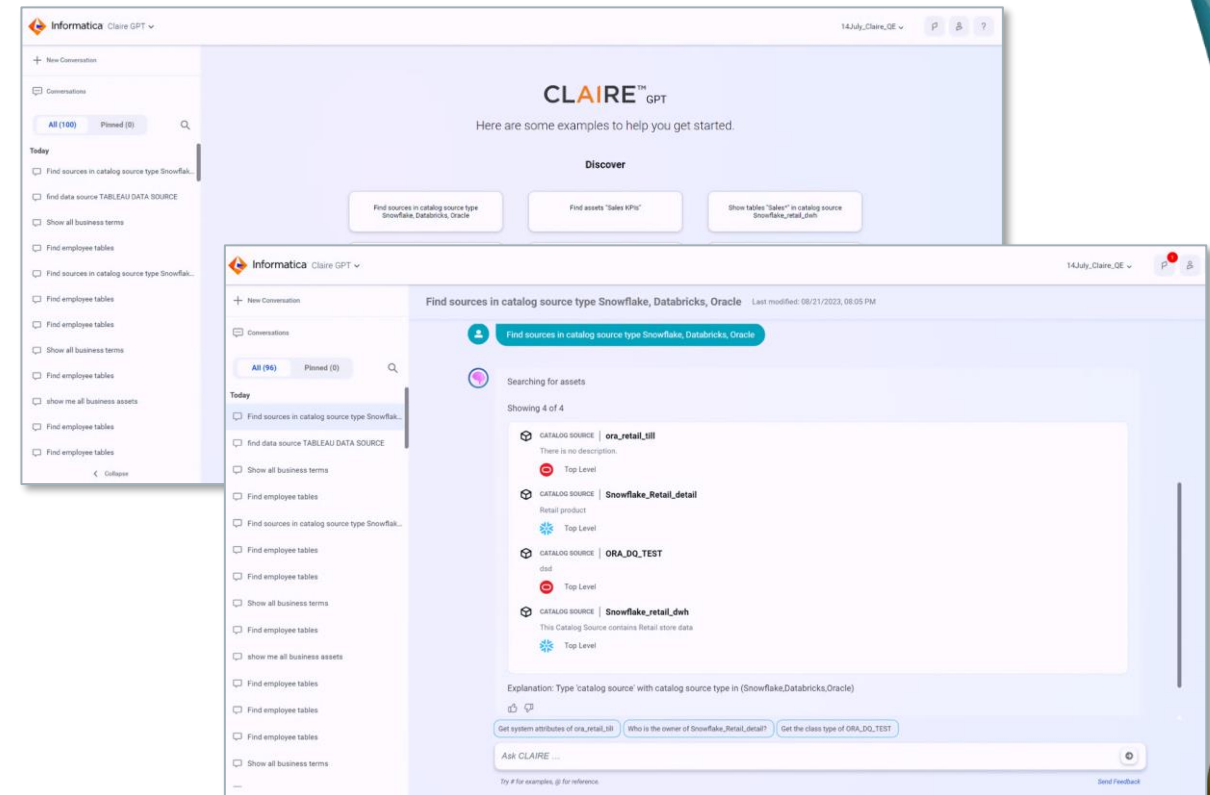 Informatica Claire GPT
14July_Claire_QE
?
New Conversation
Conversations
All (100) Pinned (0)
Today
Find sources in catalog source type Snowflak...
find data source TABLEAU DATA SOURCE
Show all business terms
Find employee tables
Find sources in catalog source type Snowflak...
Find employee tables
Find employee tables
Show all business terms
Find employee tables
show me all business assets
Find employee tables
Find employee tables
Collapse
CLAIRE™ GPT
Here are some examples to help you get started.
Discover
Find sources in catalog source type
Snowflake, Databricks, Oracle
Find assets "Sales KPIs"
Show tables "Sales*" in catalog source
Snowflake_retail_dwh
Informatica Claire GPT
14July_Claire_QE
1
New Conversation
Conversations
All (96) Pinned (0)
Today
Find sources in catalog source type Snowflak...
find data source TABLEAU DATA SOURCE
Show all business terms
Find employee tables
Find sources in catalog source type Snowflak...
Find employee tables
Find employee tables
Show all business terms
Find employee tables
show me all business assets
Find employee tables
Find employee tables
Find employee tables
Show all business terms
Find sources in catalog source type Snowflake, Databricks, Oracle Last modified: 08/21/2023, 08:05 PM
Find sources in catalog source type Snowflake, Databricks, Oracle
Searching for assets
Showing 4 of 4
CATALOG SOURCE | ora_retail_till
There is no description.
Top Level
CATALOG SOURCE | Snowflake_Retail_detail
Retail product
Top Level
CATALOG SOURCE | ORA_DQ_TEST
dsd
Top Level
CATALOG SOURCE | Snowflake_retail_dwh
This Catalog Source contains Retail store data
Top Level
Explanation: Type 'catalog source' with catalog source type in (Snowflake,Databricks,Oracle)
Get system attributes of ora_retail_till
Who is the owner of Snowflake_Retail_detail?
Get the class type of ORA_DQ_TEST
Ask CLAIRE ...
Try # for examples, @ for reference.
Send Feedback